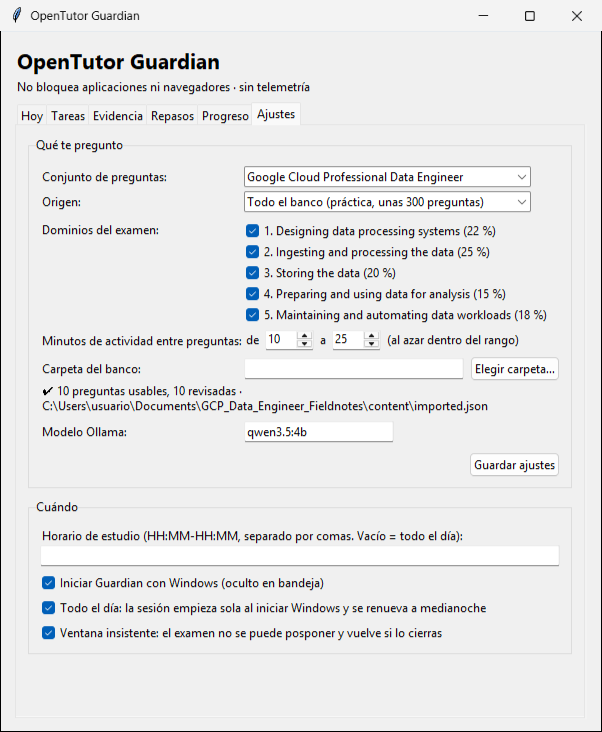 OpenTutor Guardian
OpenTutor Guardian
No bloquea aplicaciones ni navegadores · sin telemetría
Hoy Tareas Evidencia Repasos Progreso Ajustes
Qué te pregunto
Conjunto de preguntas: Google Cloud Professional Data Engineer
Origen: Todo el banco (práctica, unas 300 preguntas)
Dominios del examen: 1. Designing data processing systems (22 %)
2. Ingesting and processing the data (25 %)
3. Storing the data (20 %)
4. Preparing and using data for analysis (15 %)
5. Maintaining and automating data workloads (18 %)
Minutos de actividad entre preguntas: de 10 a 25 (al azar dentro del rango)
Carpeta del banco: Elegir carpeta...
✔ 10 preguntas usables, 10 revisadas ·
C:\Users\usuario\Documents\GCP_Data_Engineer_Fieldnotes\content\imported.json
Modelo Ollama: qwen3.5:4b
Guardar ajustes
Cuándo
Horario de estudio (HH:MM-HH:MM, separado por comas. Vacío = todo el día):
Iniciar Guardian con Windows (oculto en bandeja)
Todo el día: la sesión empieza sola al iniciar Windows y se renueva a medianoche
Ventana insistente: el examen no se puede posponer y vuelve si lo cierras